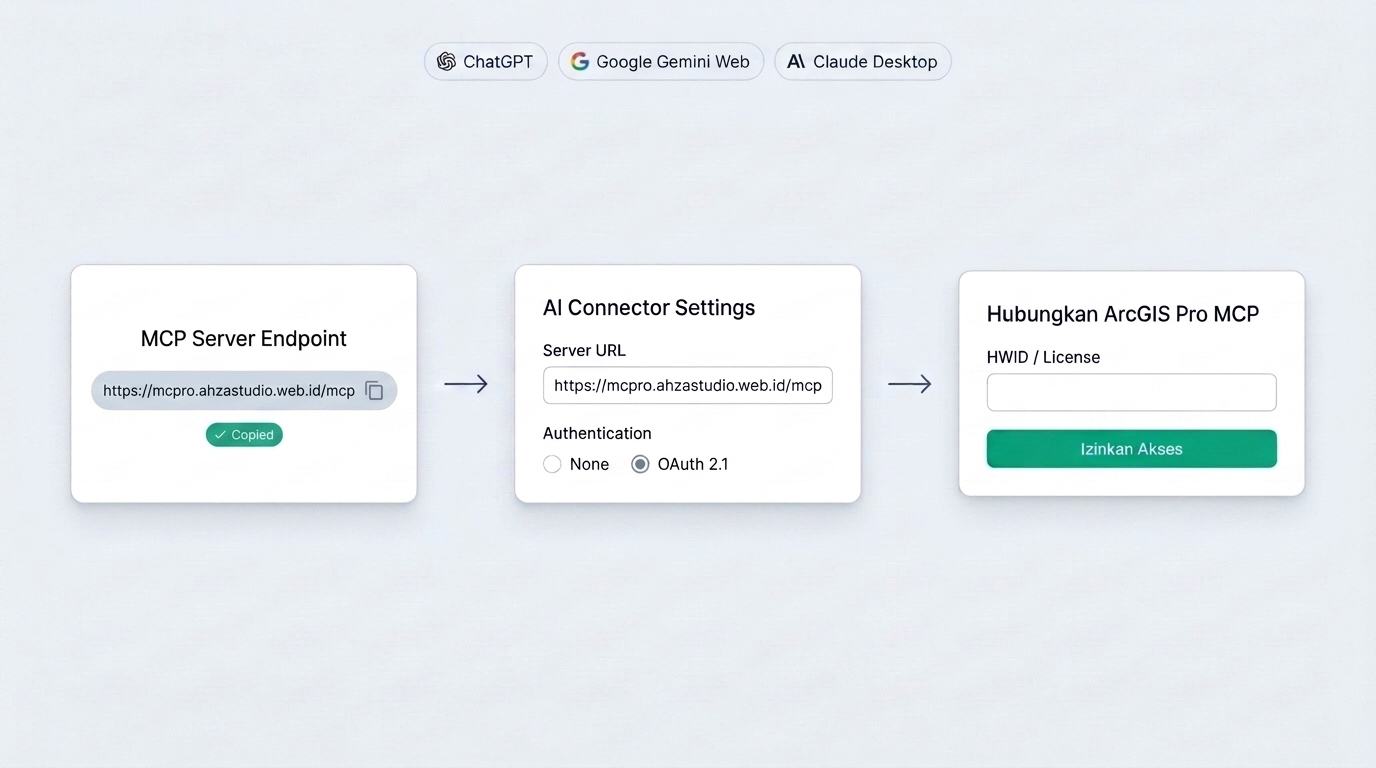 ChatGPT
Google Gemini Web
Claude Desktop
MCP Server Endpoint
https://mcpro.ahzastudio.web.id/mcp
Copied
AI Connector Settings
Server URL
https://mcpro.ahzastudio.web.id/mcp
Authentication
None
OAuth 2.1
Hubungkan ArcGIS Pro MCP
HWID / License
Izinkan Akses